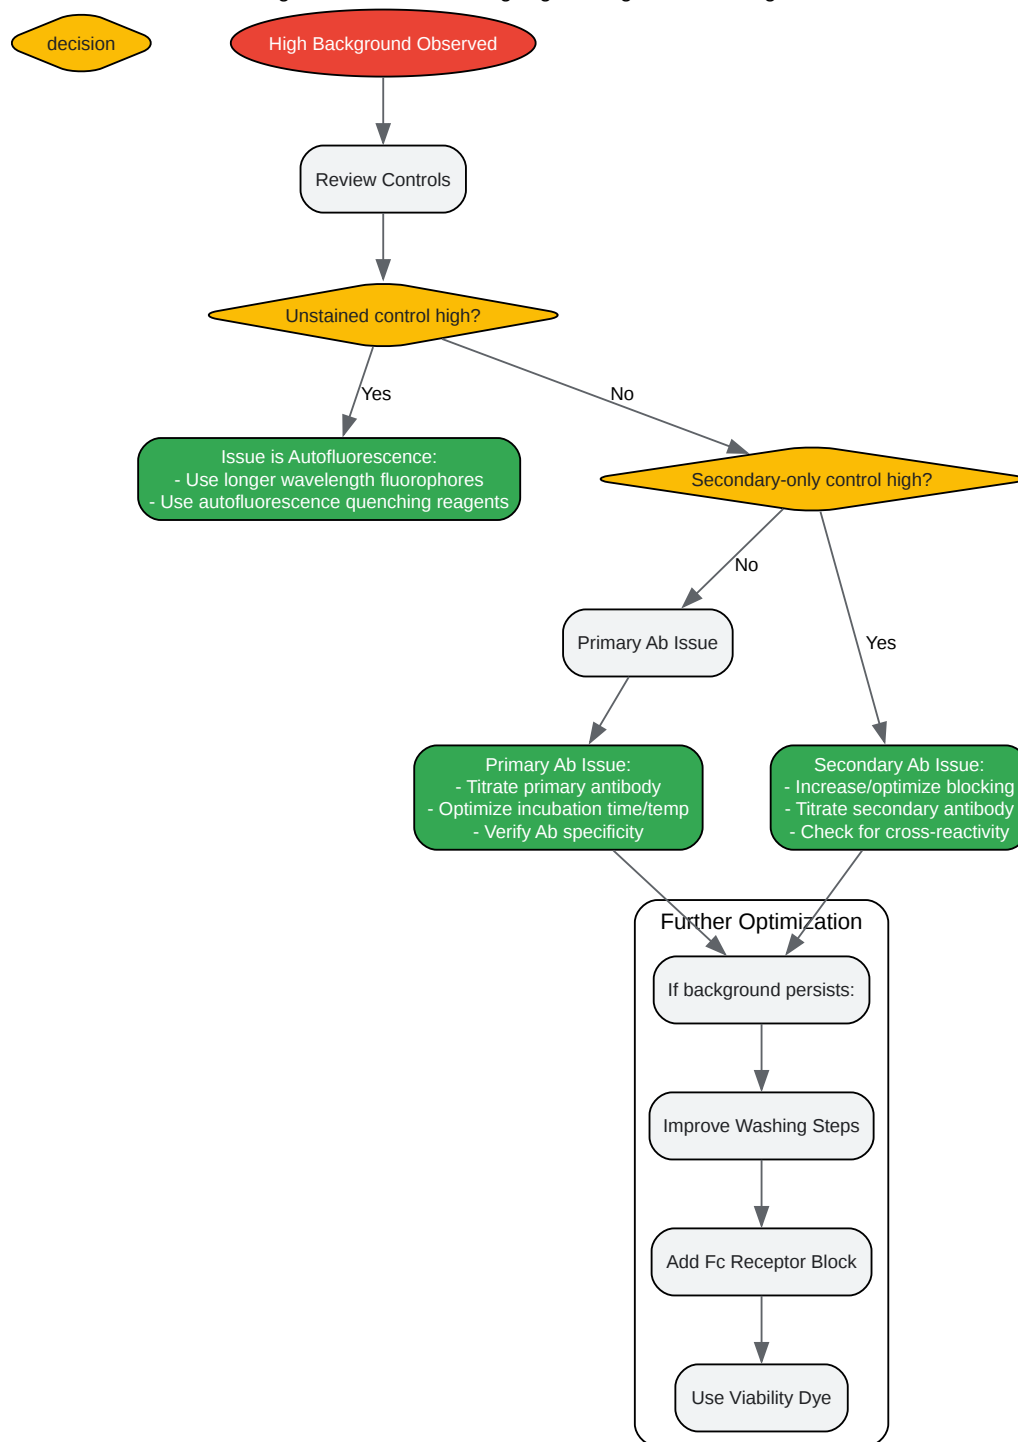 decision
High Background Observed
Review Controls
Unstained control high?
Yes
No
Issue is Autofluorescence:
- Use longer wavelength fluorophores
- Use autofluorescence quenching reagents
Secondary-only control high?
No
Yes
Primary Ab Issue
Primary Ab Issue:
- Titrate primary antibody
- Optimize incubation time/temp
- Verify Ab specificity
Secondary Ab Issue:
- Increase/optimize blocking
- Titrate secondary antibody
- Check for cross-reactivity
Further Optimization
If background persists:
Improve Washing Steps
Add Fc Receptor Block
Use Viability Dye